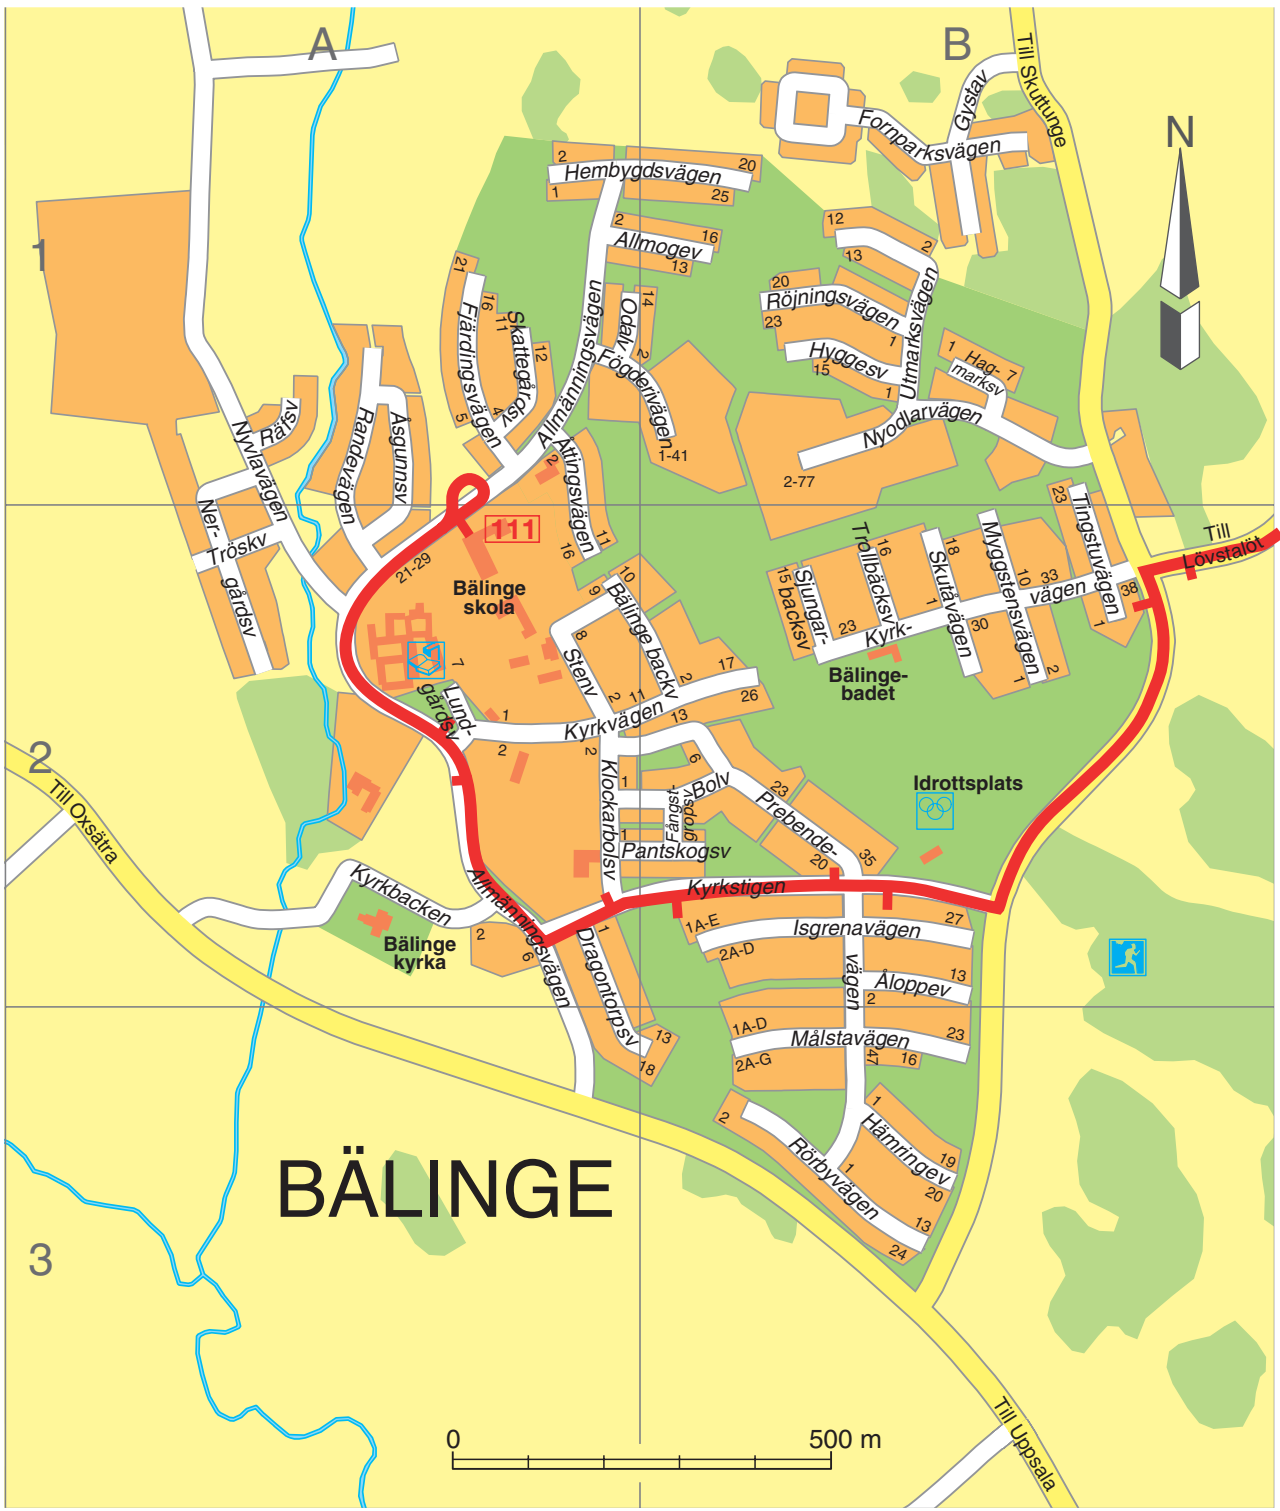 A
B
Till Skuttunge
Gystav
Fornparksvägen
N
1
2
20
Hembygdsvägen
1
25
2
16
Allmogev
13
12
2
13
Utmarksvägen
20
Röjningsvägen
23
1
Hyggesv
15
1
1
Hag-
7
marksv
Nyodlarvägen
2-77
21
16
Fjärdingsvägen
5
11
Skattegårdsv
12
4
Allmänningsvägen
14
Odalv
2
Fögderivägen
1-41
2
Åttingsvägen
16
11
Räfsv
Nyvlavägen
Randevägen
Åsgunnsv
Ner-
Tröskv
gårdsv
21-29
111
Bälinge
skola
7
Lund-
gårdsv
1
2
10
9
Bälinge backv
8
Stenv
2
11
2
17
26
Kyrkvägen
13
2
15
Sjungar-
backsv
Trollbäcksv
16
23
Kyrk-
18
Skutåvägen
1
30
Myggstensvägen
10
33
vägen
1
2
23
Tingstuvägen
38
1
Till
Lövstalöt
Bälinge-
badet
2
Till Oxsätra
Klockarbolsv
1
6
Bolv
Fångst-
grodsv
1
Pantskogsv
23
Prebende-
20
35
Idrottsplats
Kyrkstigen
Kyrkbacken
Bälinge
kyrka
2
6
Allmänningsvägen
1
Dragontorpsv
13
18
1A-E
Isgrenavägen
27
2A-D
vägen
13
Åloppev
2
1A-D
Målstavägen
23
2A-G
47
16
2
Rörbyvägen
1
1
Hämringev
19
20
13
24
BÄLINGE
3
Till Uppsala
0
500 m